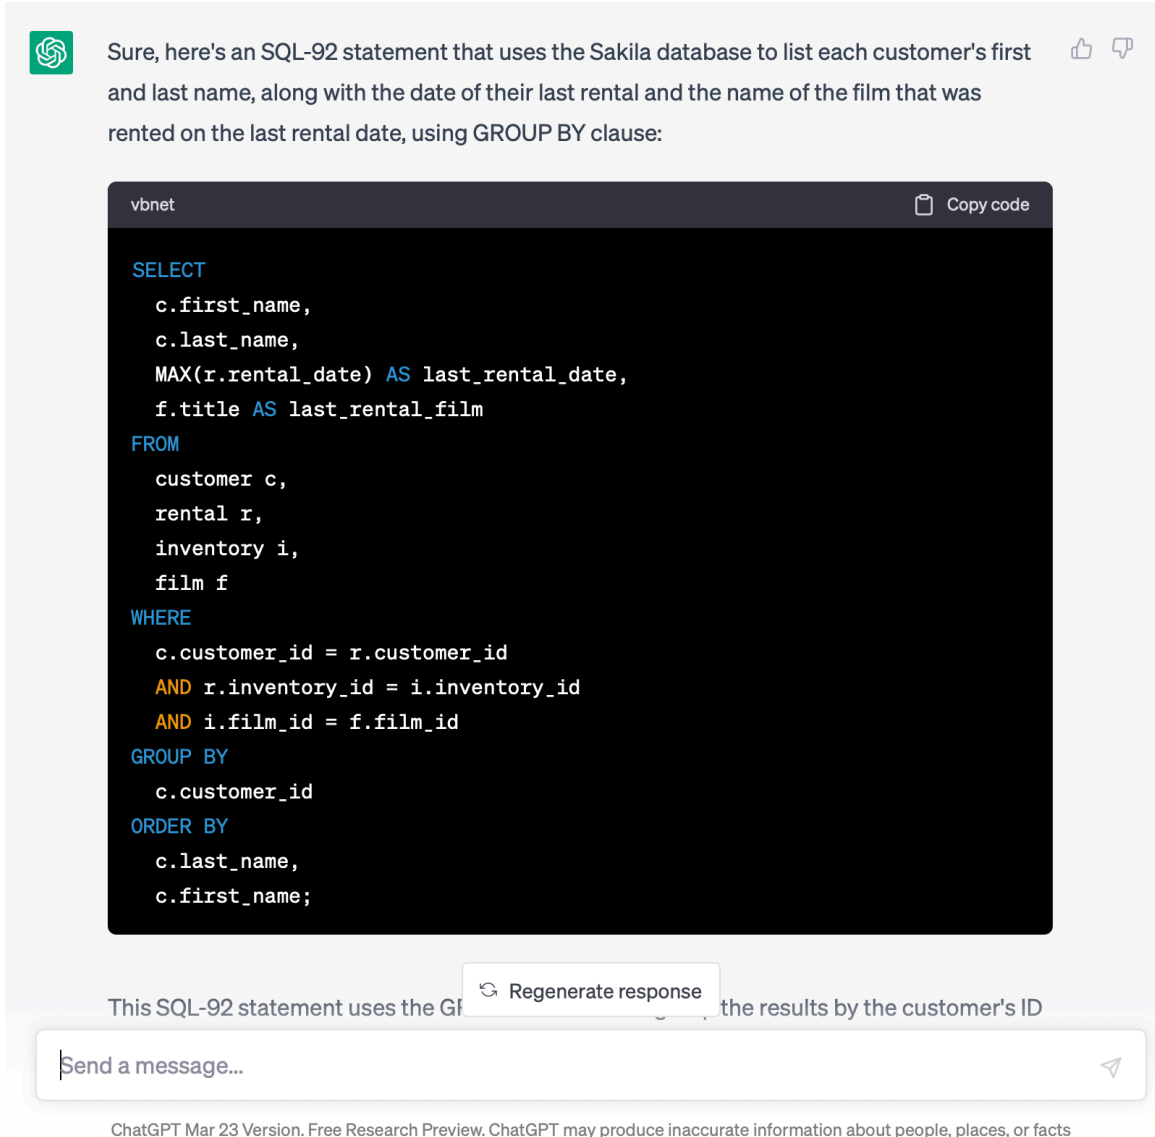 Sure, here's an SQL-92 statement that uses the Sakila database to list each customer's first
and last name, along with the date of their last rental and the name of the film that was
rented on the last rental date, using GROUP BY clause:
vbnet
Copy code
SELECT
c.first_name,
c.last_name,
MAX(r.rental_date) AS last_rental_date,
f.title AS last_rental_film
FROM
customer c,
rental r,
inventory i,
film f
WHERE
c.customer_id = r.customer_id
AND r.inventory_id = i.inventory_id
AND i.film_id = f.film_id
GROUP BY
c.customer_id
ORDER BY
c.last_name,
c.first_name;
Regenerate response
This SQL-92 statement uses the the results by the customer's ID
Send a message...
ChatGPT Mar 23 Version. Free Research Preview. ChatGPT may produce inaccurate information about people, places, or facts